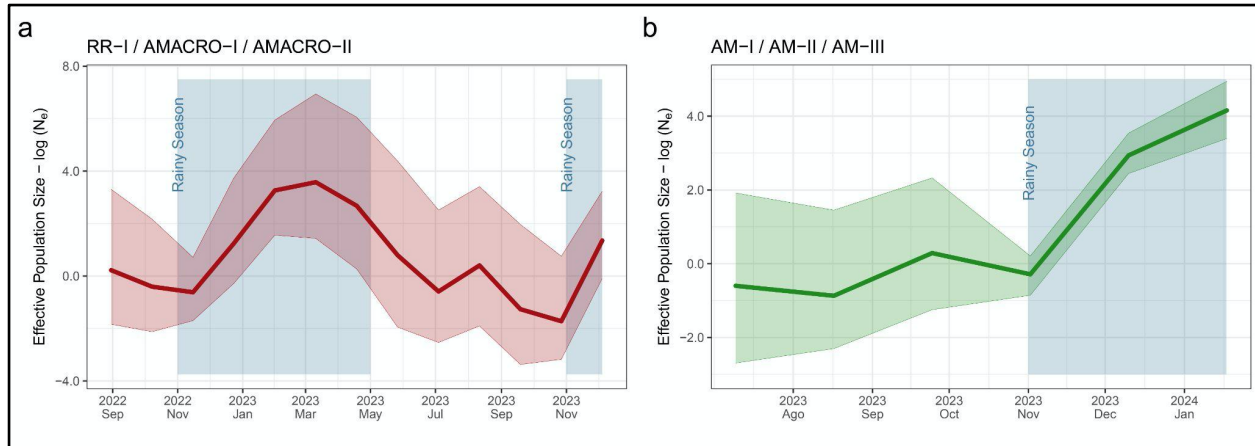 a
RR−I / AMACRO−I / AMACRO−II
Effective Population Size − log (Ne)
8.0
4.0
0.0
−4.0
Rainy Season
Rainy Season
2022 2022 2023 2023 2023 2023 2023 2023
Sep Nov Jan Mar May Jul Sep Nov
b
AM−I / AM−II / AM−III
Effective Population Size − log (Ne)
4.0
2.0
0.0
−2.0
Rainy Season
2023 2023 2023 2023 2023 2024
Ago Sep Oct Nov Dec Jan